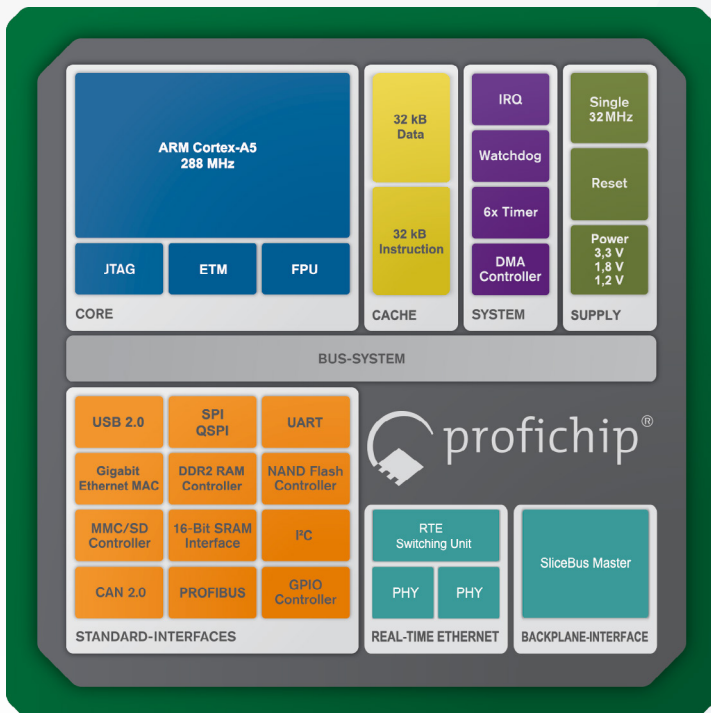 ARM Cortex-A5
288 MHz
JTAG
ETM
FPU
CORE
32 kB
Data
32 kB
Instruction
CACHE
IRQ
Watchdog
6x Timer
DMA
Controller
SYSTEM
Single
32MHz
Reset
Power
3,3 V
1,8 V
1,2 V
SUPPLY
BUS-SYSTEM
USB 2.0
SPI
QSPI
UART
Gigabit
Ethernet MAC
DDR2 RAM
Controller
NAND Flash
Controller
MMC/SD
Controller
16-Bit SRAM
Interface
I²C
CAN 2.0
PROFIBUS
GPIO
Controller
STANDARD-INTERFACES
profichip®
RTE
Switching Unit
PHY
PHY
REAL-TIME ETHERNET
SliceBus Master
BACKPLANE-INTERFACE